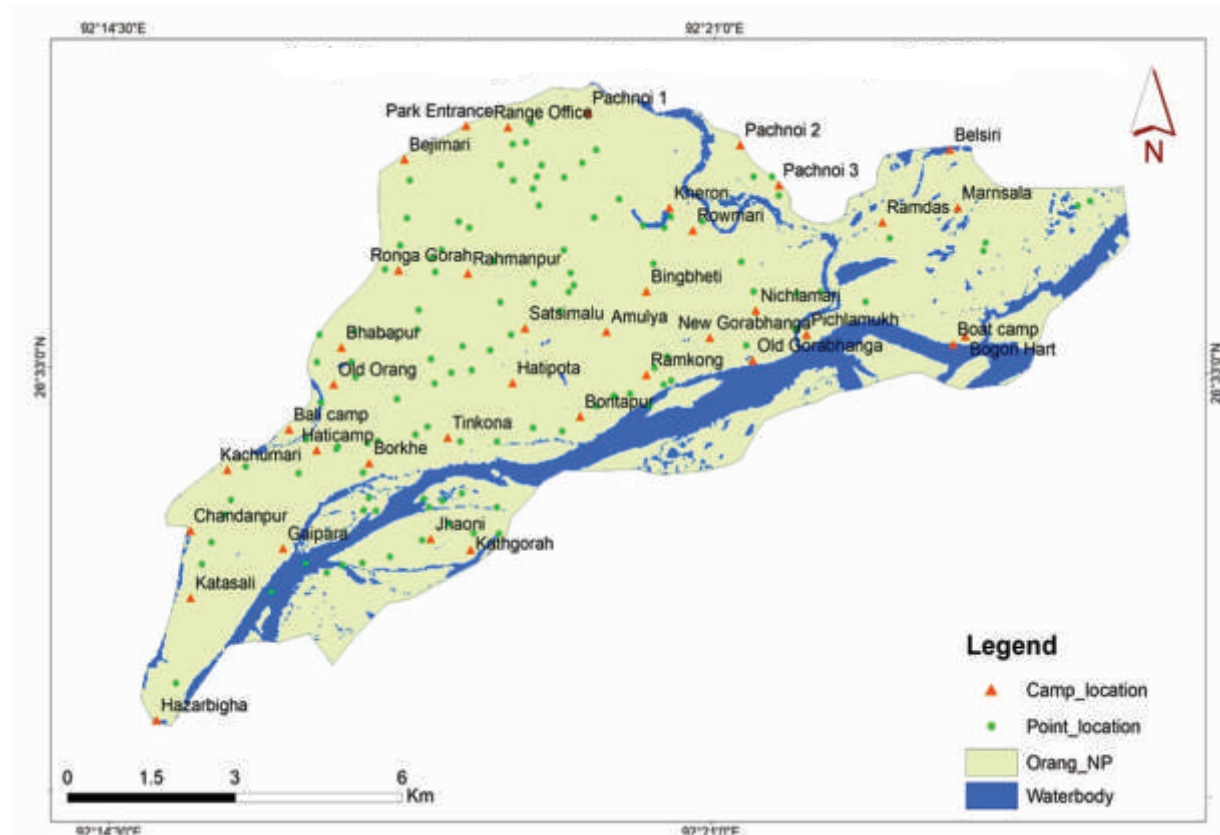 92°14'30"E
92°21'0"E
Pachnoi 1
Park Entrance
Range Office
Pachnoi 2
Belsiri
Bejimari
Pachnoi 3
N
Kheron
Marnsala
Rowmari
Ramdas
Ronga Gorah
Rahmanpur
Bingbheti
Nichlamari
Satsimalu
Amulya
New Gorabhanga
Pichlamukh
Boat camp
Bhabapur
Old Gorabhanga
Bogon Hart
26°33'0"N
26°33'0"N
Old Orang
Hatipota
Ramkong
Bontapur
Bali camp
Tinkona
Haticamp
Borkhe
Kachumari
Chandanpur
Gaipara
Jhaoni
Kathgorah
Katasali
Hazarbigha
Legend
Camp_location
Point_location
Orang_NP
Waterbody
0 1.5 3 6
Km
92°14'30"E
92°21'0"E